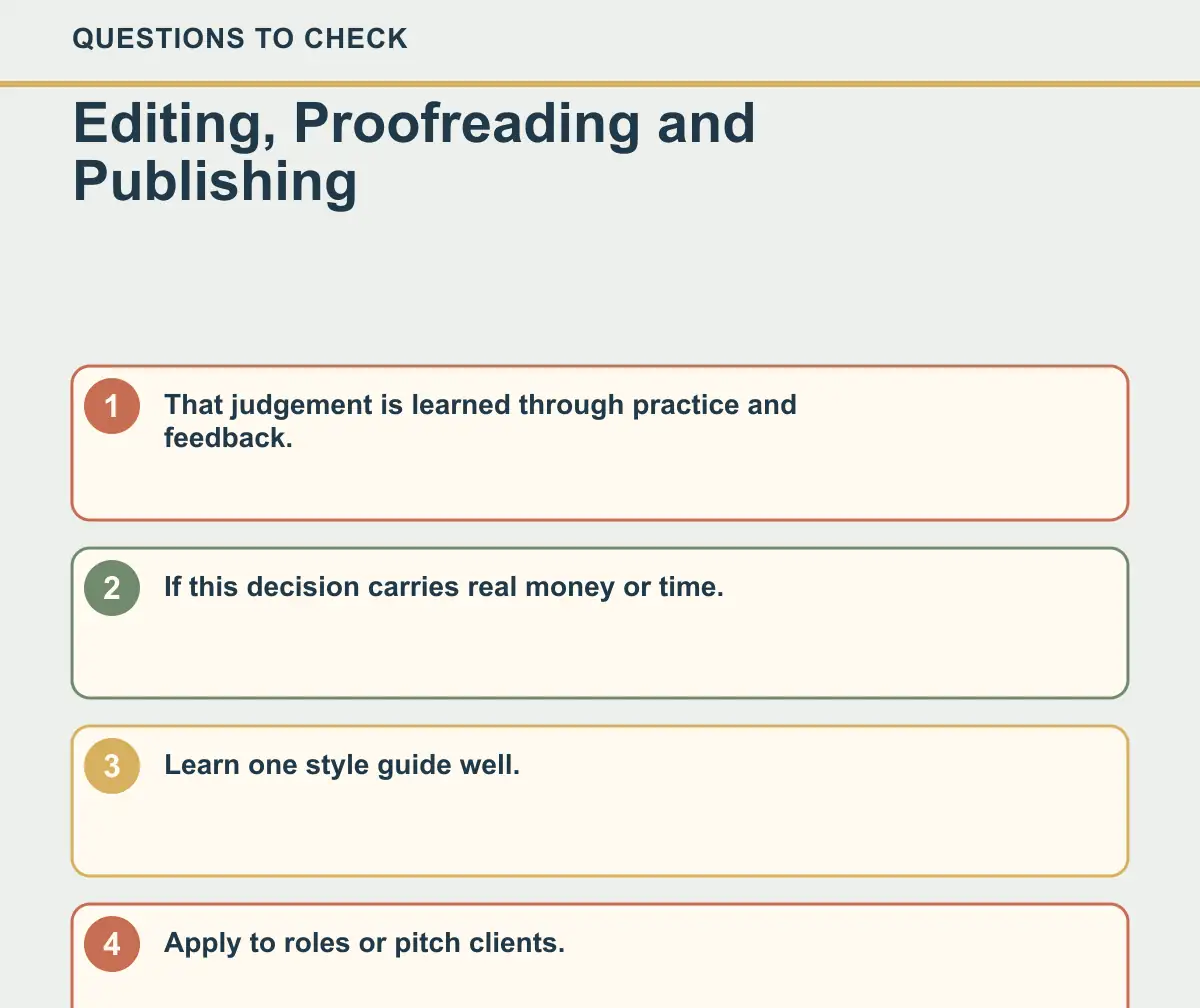 QUESTIONS TO CHECK
Editing, Proofreading and
Publishing
1
That judgement is learned through practice and
feedback.
2
If this decision carries real money or time.
3
Learn one style guide well.
4
Apply to roles or pitch clients.